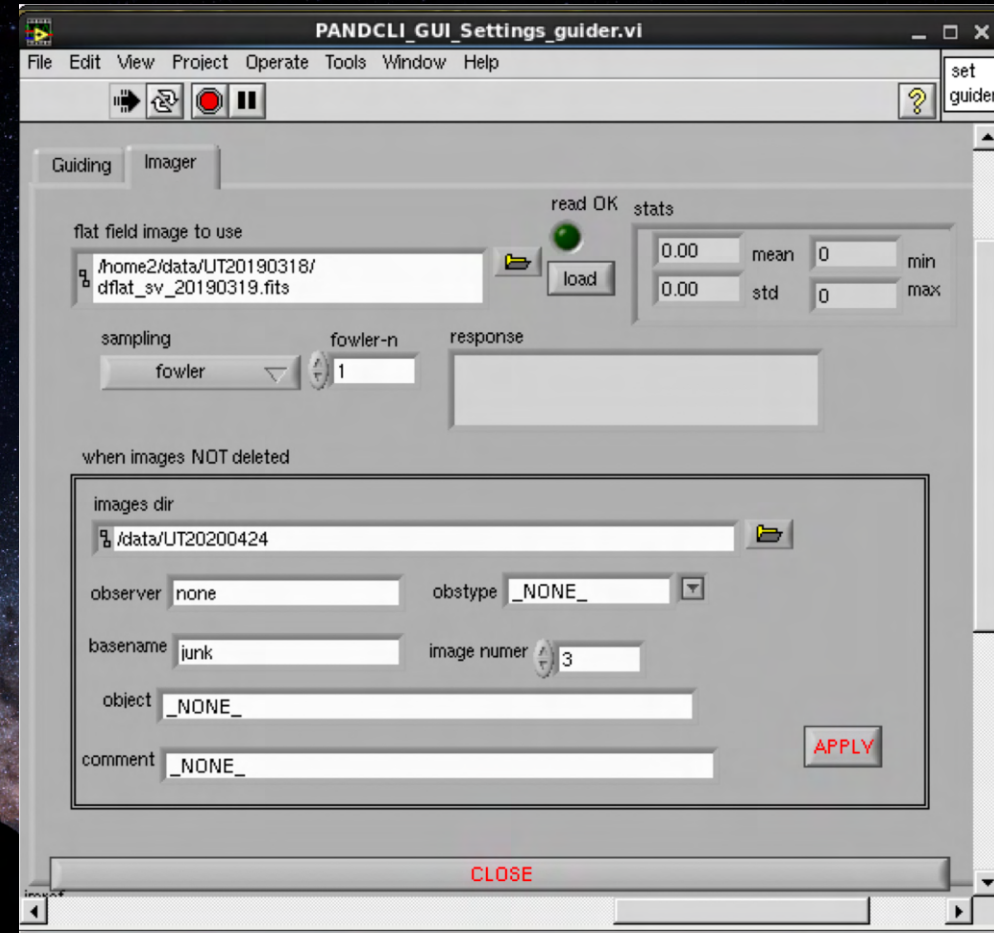 PANDCLI_GUI_Settings_guider.vi
File Edit View Project Operate Tools Window Help
set
guider
Guiding Imager
read OK stats
flat field image to use
/home2/data/UT20190318/
dflat_sv_20190319.fits
load
0.00 mean 0 min
0.00 std 0 max
sampling fowler-n response
fowler 1
when images NOT deleted
images dir
/data/UT20200424
observer none obstype _NONE_
basename junk image numer 3
object _NONE_
APPLY
comment _NONE_
CLOSE